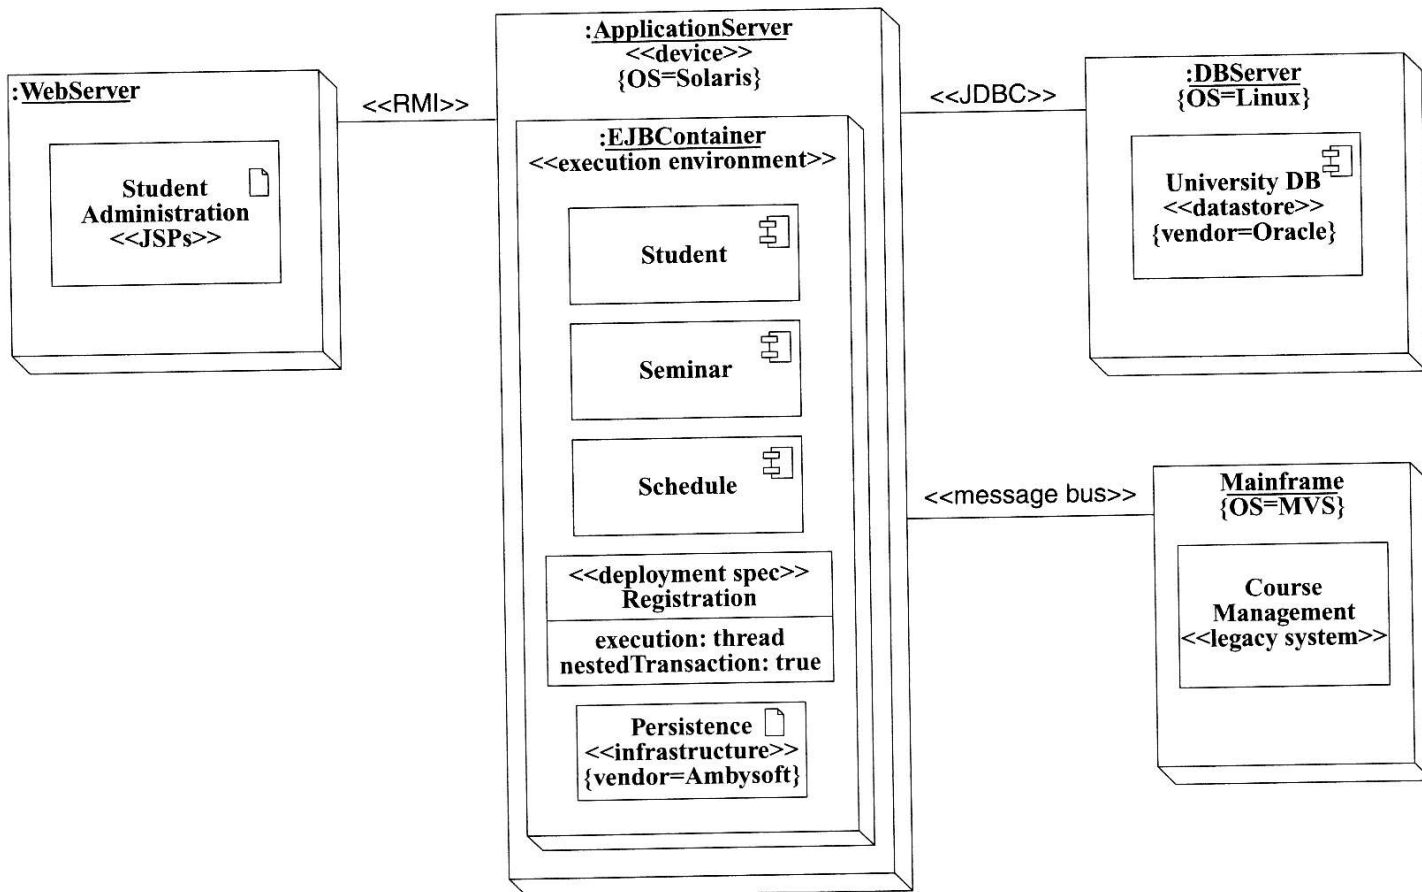 :WebServer
Student
Administration
<<JSPs>>
<<RMI>>
:ApplicationServer
<<device>>
{OS=Solaris}
:EJBContainer
<<execution environment>>
Student
Seminar
Schedule
<<deployment spec>>
Registration
execution: thread
nestedTransaction: true
Persistence
<<infrastructure>>
{vendor=Ambysoft}
<<JDBC>>
:DBServer
{OS=Linux}
University DB
<<datastore>>
{vendor=Oracle}
<<message bus>>
Mainframe
{OS=MVS}
Course
Management
<<legacy system>>